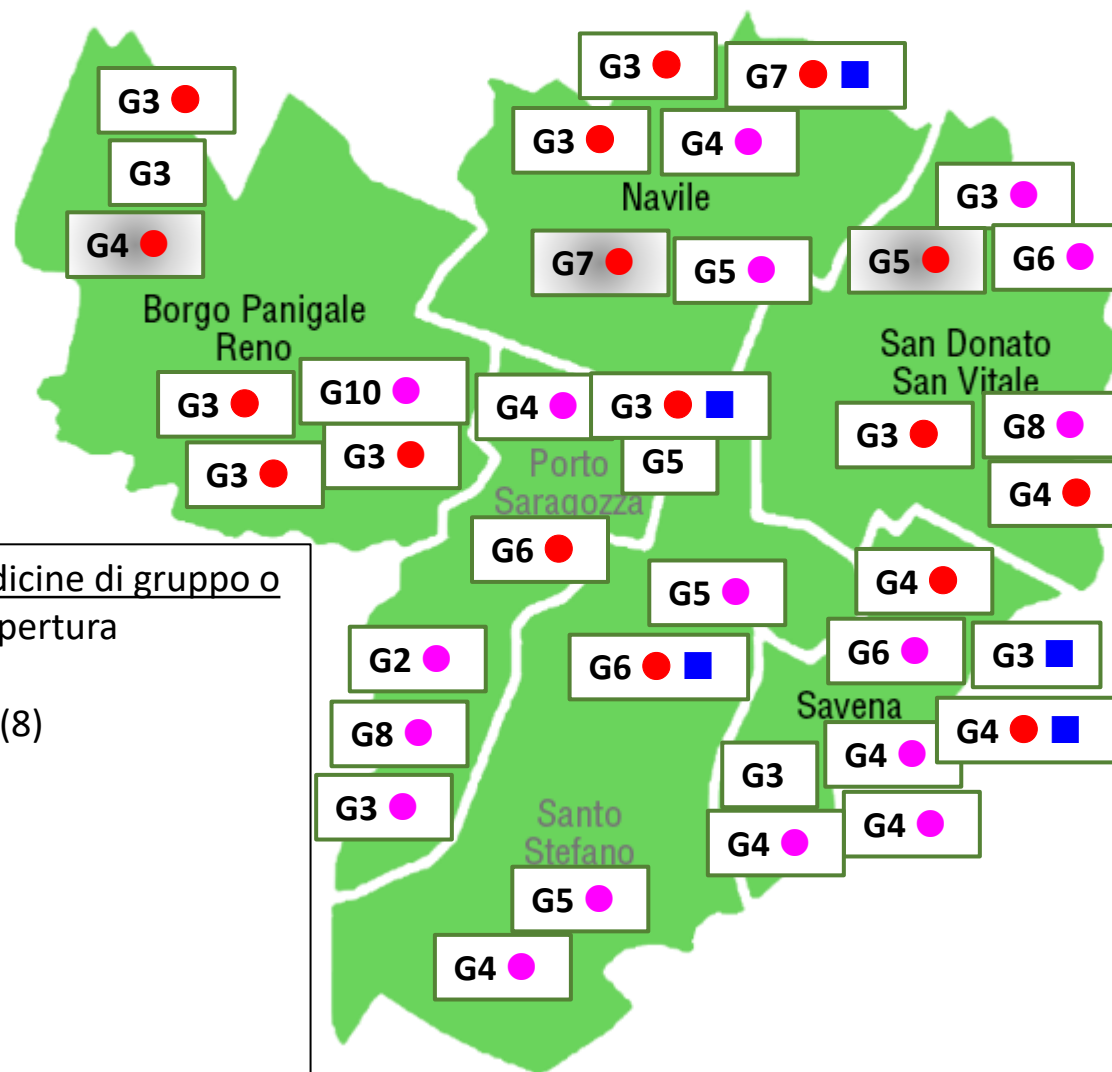 G3
G7
G3
G3
G4
G3
Navile
G3
G4
G7
G5
G5
G6
Borgo Panigale
Reno
San Donato
San Vitale
G3
G10
G4
G3
G3
G8
G3
G3
Porto
Saragozza
G5
G4
G6
dicine di gruppo o
pertura
(8)
G5
G4
G2
G6
G6
G3
G8
Savena
G4
G4
G3
G3
G4
G4
Santo
Stefano
G5
G4